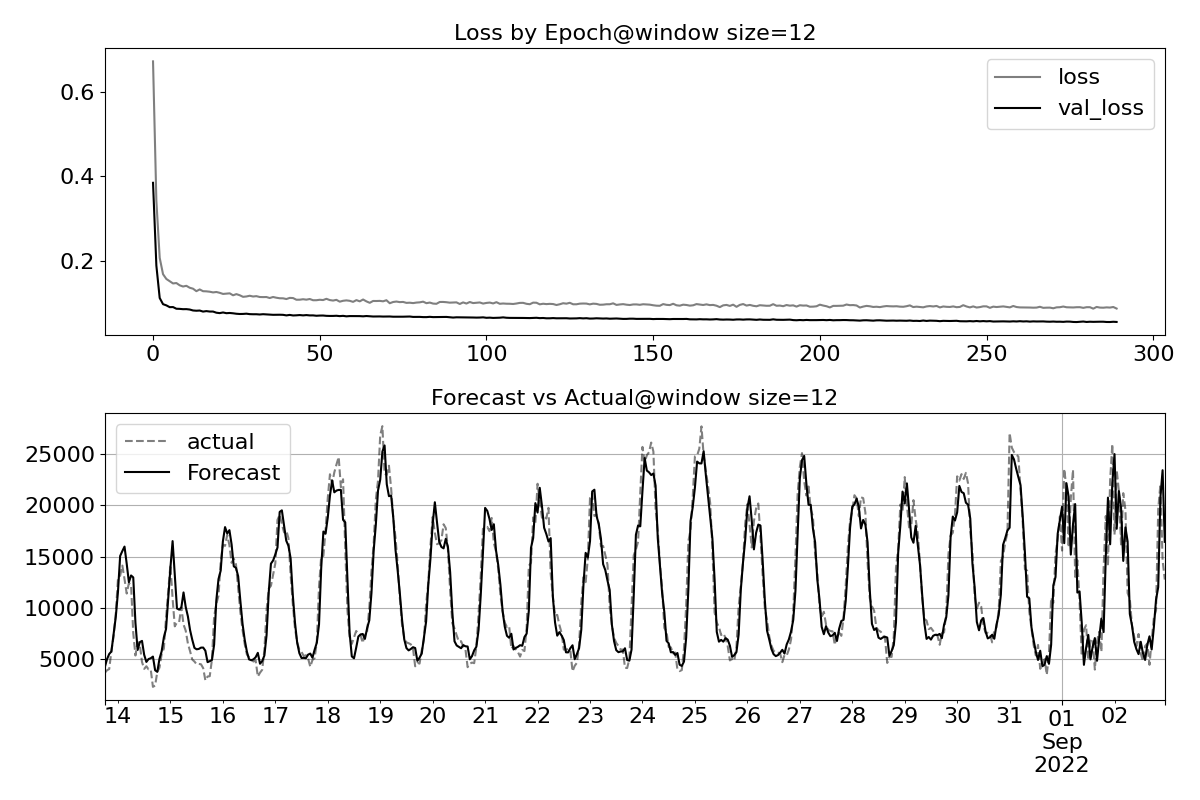 Loss by Epoch@window size=12
0.6
0.4
0.2
loss
val_loss
0 50 100 150 200 250 300
Forecast vs Actual@window size=12
25000
20000
15000
10000
5000
actual
Forecast
14 15 16 17 18 19 20 21 22 23 24 25 26 27 28 29 30 31 01 02
Sep
2022